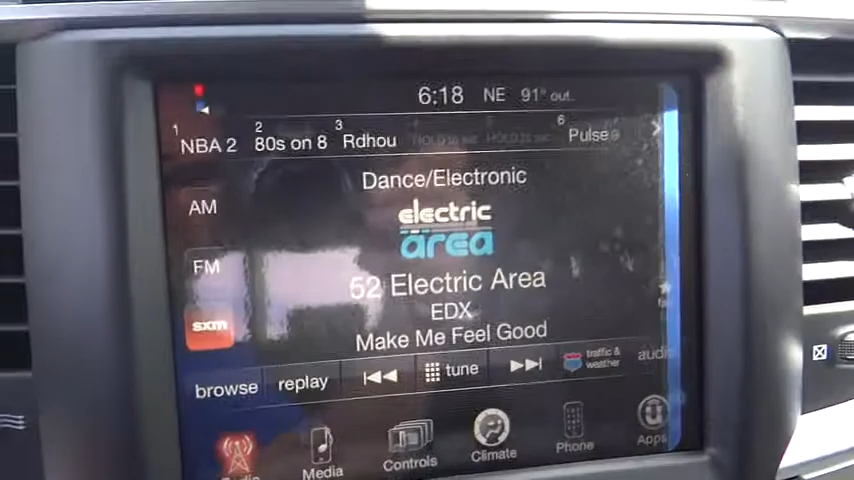 6:18 NE 91° out
1 NBA 2
2 80s on 8
3 Rdhou
6 Pulse
AM
FM
sxm
Dance/Electronic
electric
area
52 Electric Area
EDX
Make Me Feel Good
browse
replay
tune
traffic &
weather
audio
Media
Controls
Climate
Phone
Apps